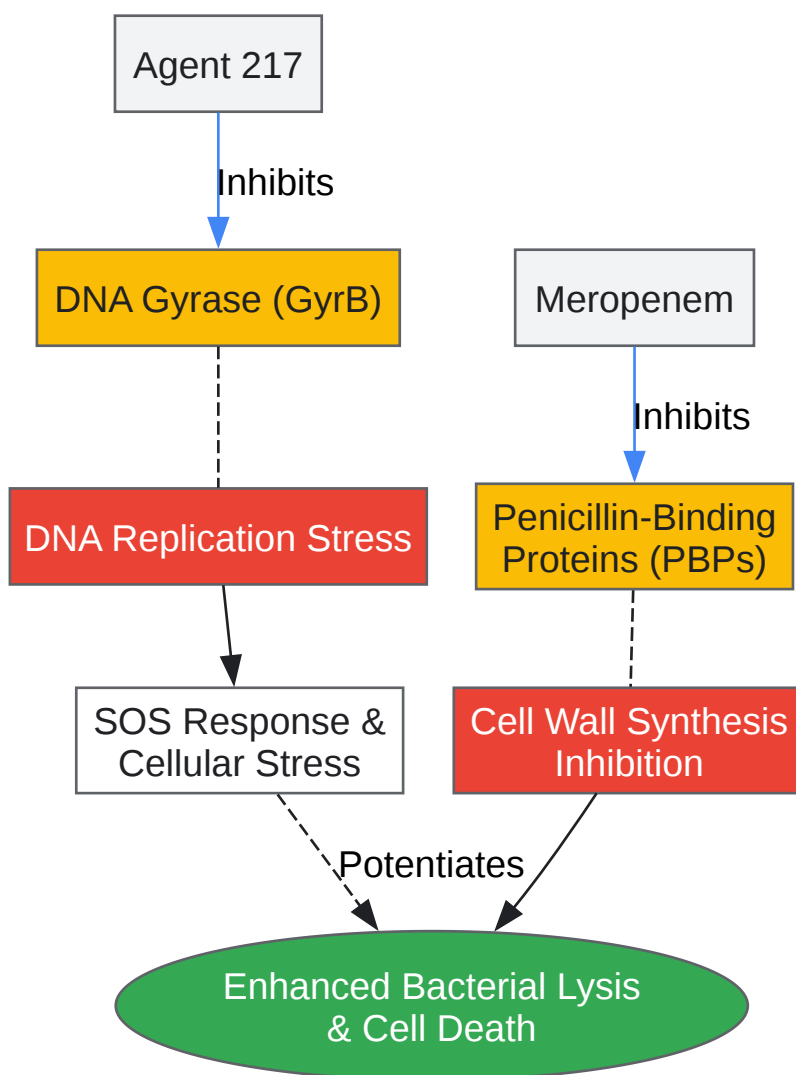 Agent 217
Inhibits
DNA Gyrase (GyrB)
Meropenem
Inhibits
DNA Replication Stress
Penicillin-Binding
Proteins (PBPs)
SOS Response &
Cellular Stress
Cell Wall Synthesis
Inhibition
Potentiates
Enhanced Bacterial Lysis
& Cell Death